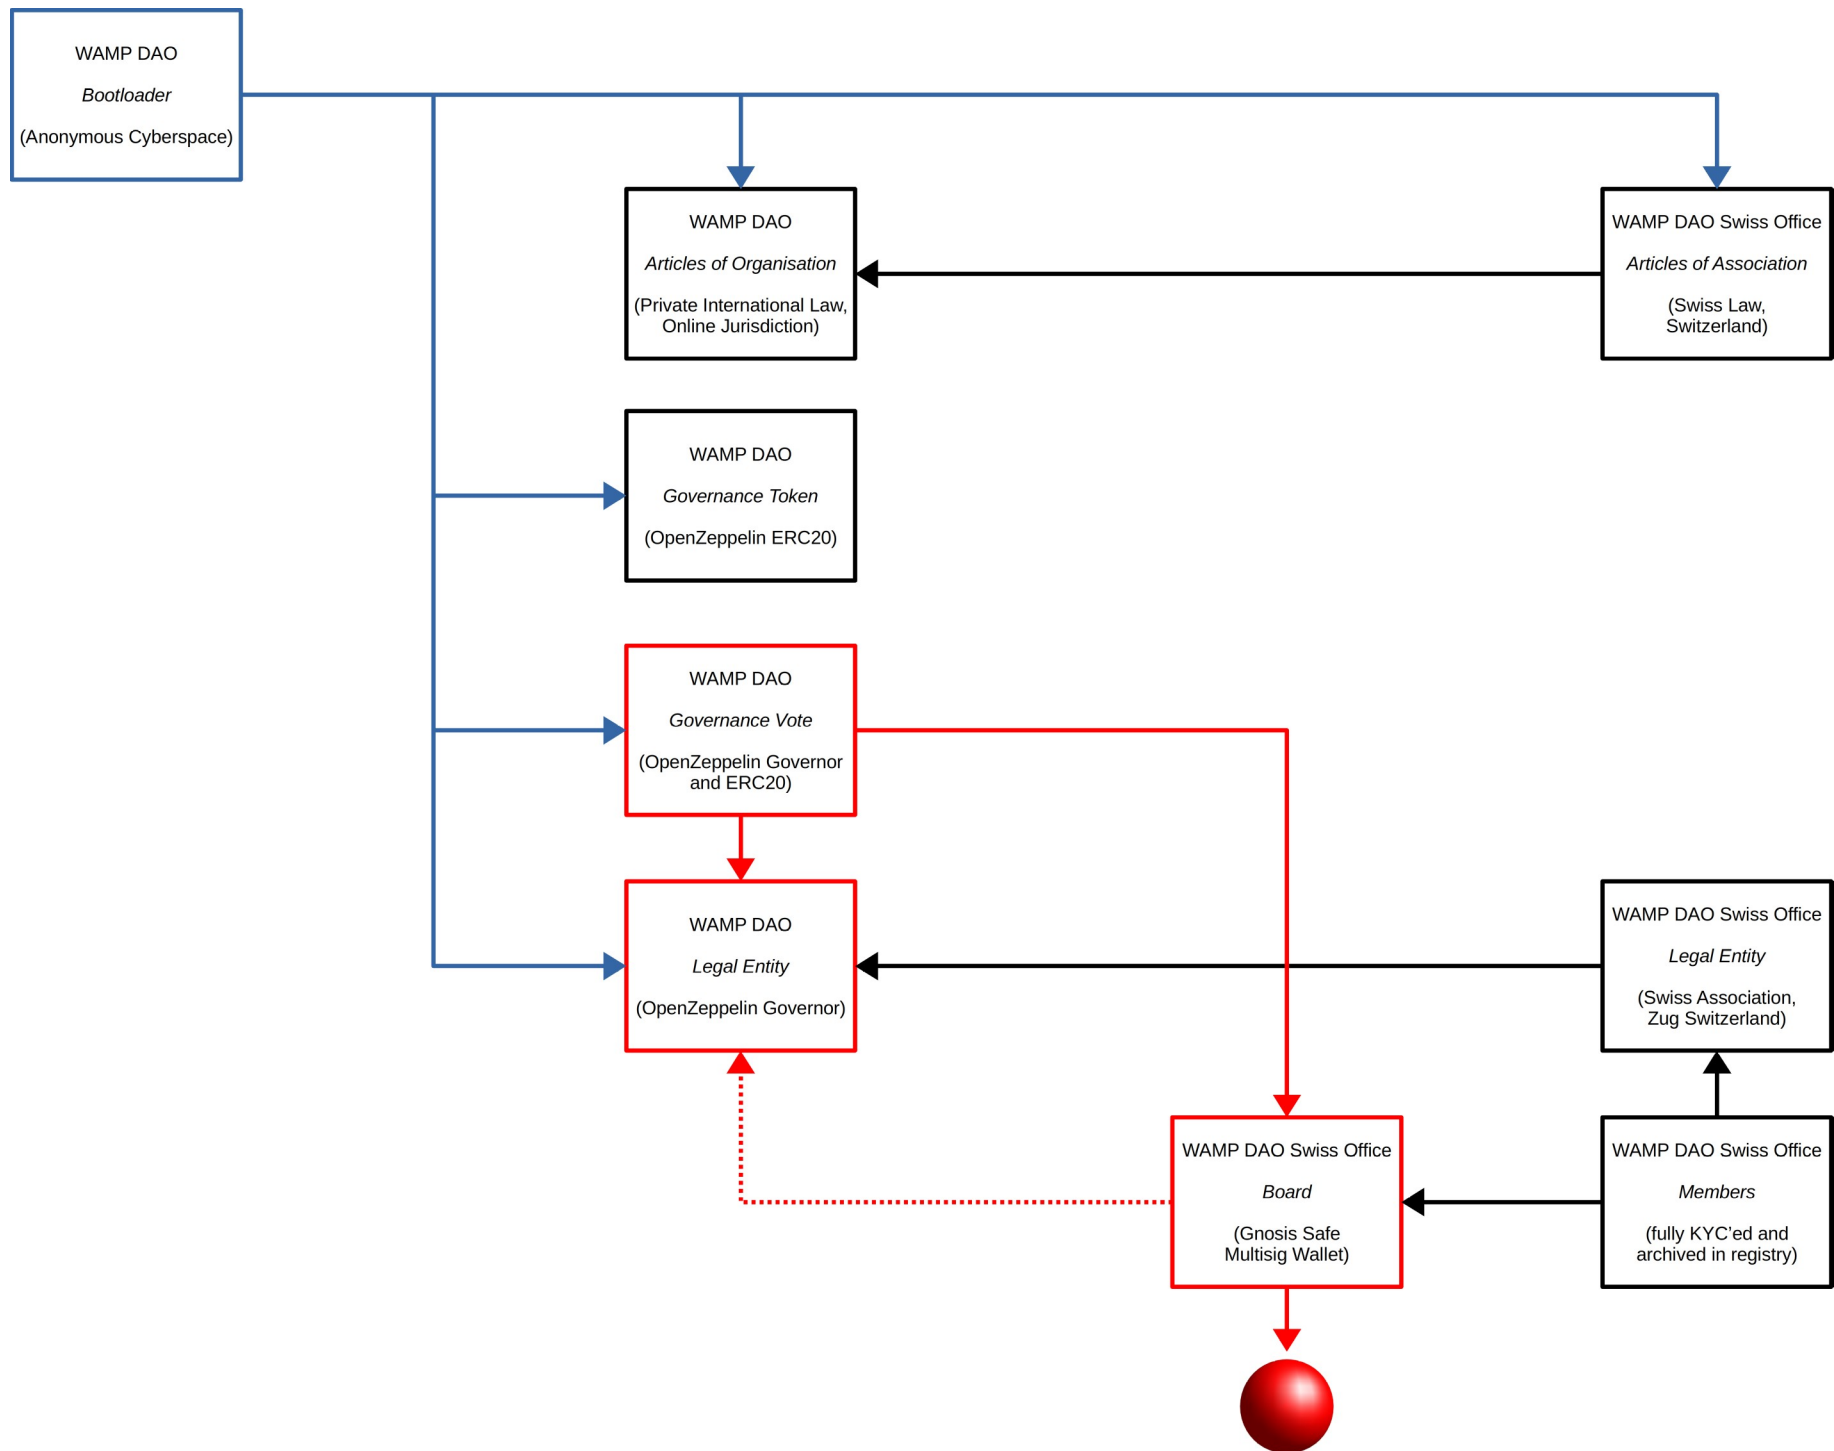 WAMP DAO
Bootloader
(Anonymous Cyberspace)
WAMP DAO
Articles of Organisation
(Private International Law,
Online Jurisdiction)
WAMP DAO Swiss Office
Articles of Association
(Swiss Law,
Switzerland)
WAMP DAO
Governance Token
(OpenZeppelin ERC20)
WAMP DAO
Governance Vote
(OpenZeppelin Governor
and ERC20)
WAMP DAO
Legal Entity
(OpenZeppelin Governor)
WAMP DAO Swiss Office
Legal Entity
(Swiss Association,
Zug Switzerland)
WAMP DAO Swiss Office
Board
(Gnosis Safe
Multisig Wallet)
WAMP DAO Swiss Office
Members
(fully KYC’ed and
archived in registry)